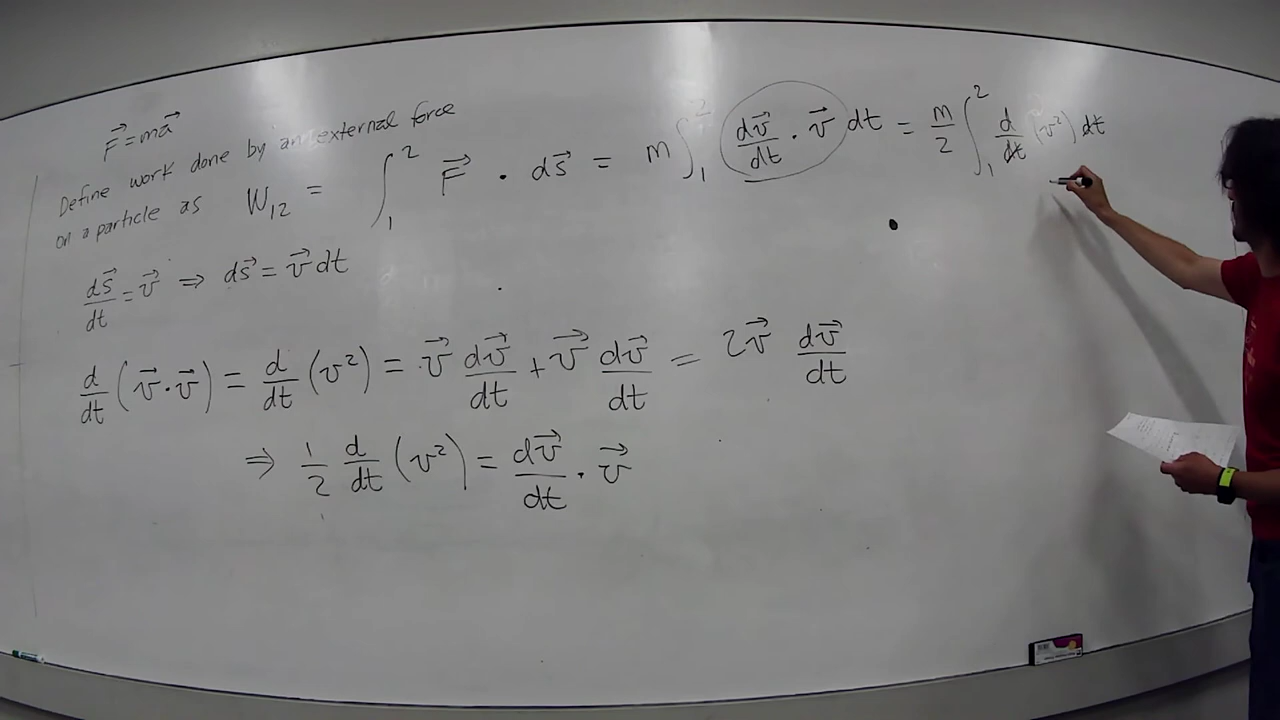 F⃗ = ma⃗
Define work done by an external force
on a particle as W₁₂ = ∫₁² F⃗ · ds⃗ = m ∫₁² dv⃗/dt · v⃗ dt = m/2 ∫₁² d/dt (v²) dt
ds⃗/dt = v⃗ ⇒ ds⃗ = v⃗ dt
d/dt (v⃗ · v⃗) = d/dt (v²) = v⃗ dv⃗/dt + v⃗ dv⃗/dt = 2v⃗ dv⃗/dt
⇒ 1/2 d/dt (v²) = dv⃗/dt · v⃗